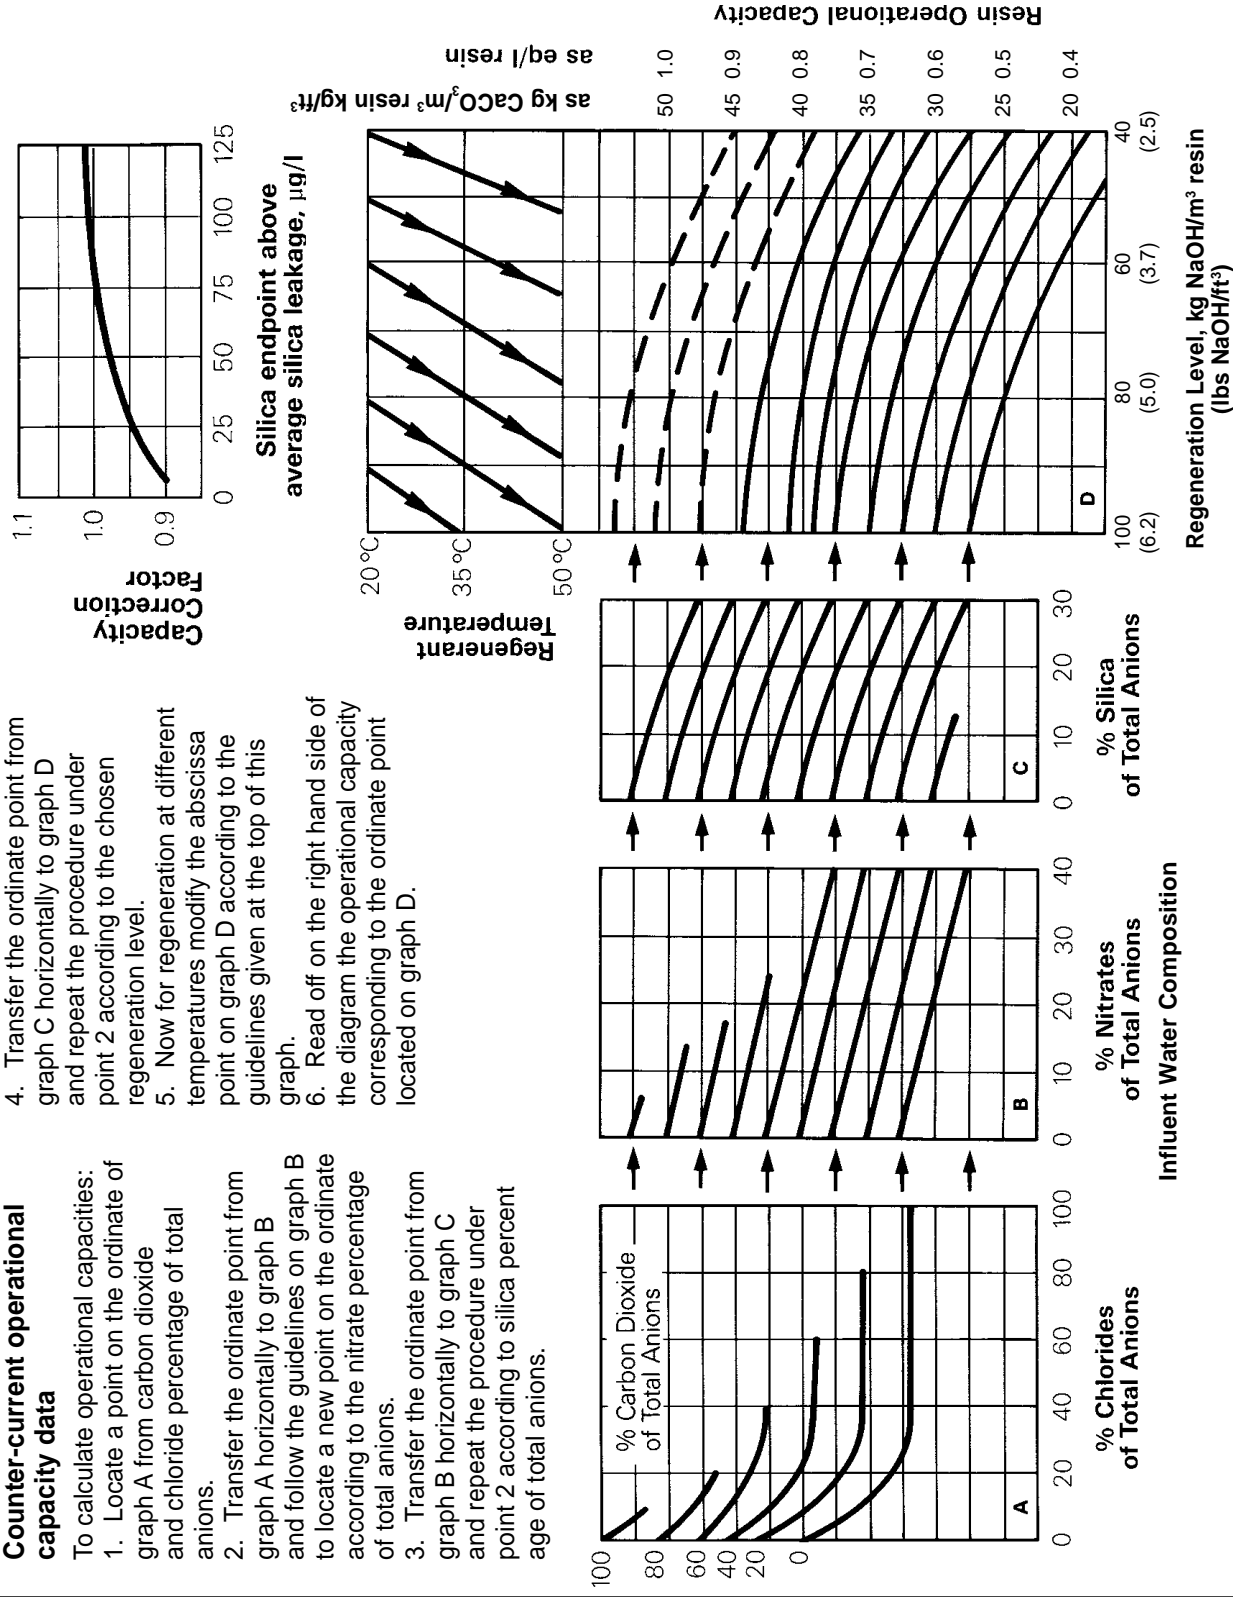 Counter-current operational
capacity data
To calculate operational capacities:
1. Locate a point on the ordinate of
graph A from carbon dioxide
and chloride percentage of total
anions.
2. Transfer the ordinate point from
graph A horizontally to graph B
and follow the guidelines on graph B
to locate a new point on the ordinate
according to the nitrate percentage
of total anions.
3. Transfer the ordinate point from
graph B horizontally to graph C
and repeat the procedure under
point 2 according to silica percent
age of total anions.
4. Transfer the ordinate point from
graph C horizontally to graph D
and repeat the procedure under
point 2 according to the chosen
regeneration level.
5. Now for regeneration at different
temperatures modify the abscissa
point on graph D according to the
guidelines given at the top of this
graph.
6. Read off on the right hand side of
the diagram the operational capacity
corresponding to the ordinate point
located on graph D.
Capacity
Correction
Factor
1.1
1.0
0.9
0 25 50 75 100 125
Silica endpoint above
average silica leakage, µg/l
Regenerant
Temperature
20 °C
35 °C
50 °C
100
80
60
40
20
0
% Carbon Dioxide
of Total Anions
A
0 20 40 60 80 100
% Chlorides
of Total Anions
B
0 10 20 30 40
% Nitrates
of Total Anions
Influent Water Composition
C
0 10 20 30
% Silica
of Total Anions
D
100 80 60 40
(6.2) (5.0) (3.7) (2.5)
Regeneration Level, kg NaOH/m³ resin
(lbs NaOH/ft³)
as kg CaCO₃/m³ resin kg/ft³
as eq/l resin
50 1.0
45 0.9
40 0.8
35 0.7
30 0.6
25 0.5
20 0.4
Resin Operational Capacity